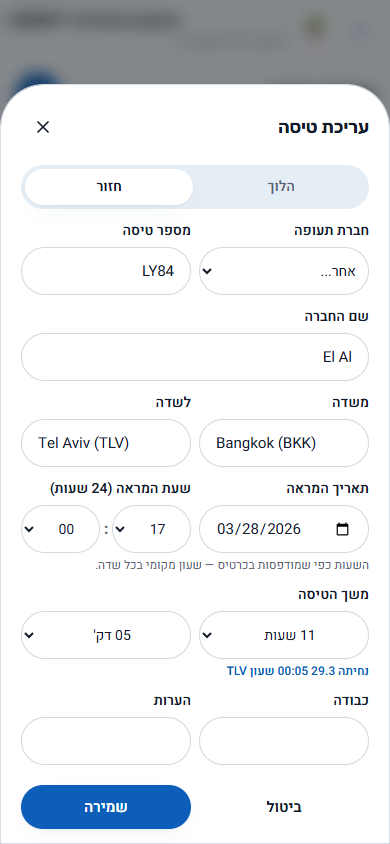 עריכת טיסה
הלוך
חזור
חברת תעופה
מספר טיסה
אחר...
LY84
שם החברה
El Al
משדה
לשדה
Bangkok (BKK)
Tel Aviv (TLV)
תאריך המראה
שעת המראה (24 שעות)
03/28/2026
17 : 00
השעות כפי שמודפסות בכרטיס — שעון מקומי בכל שדה.
משך הטיסה
11 שעות
05 דק'
נחיתה 29.3 00:05 שעון TLV
כבודה
הערות
ביטול
שמירה